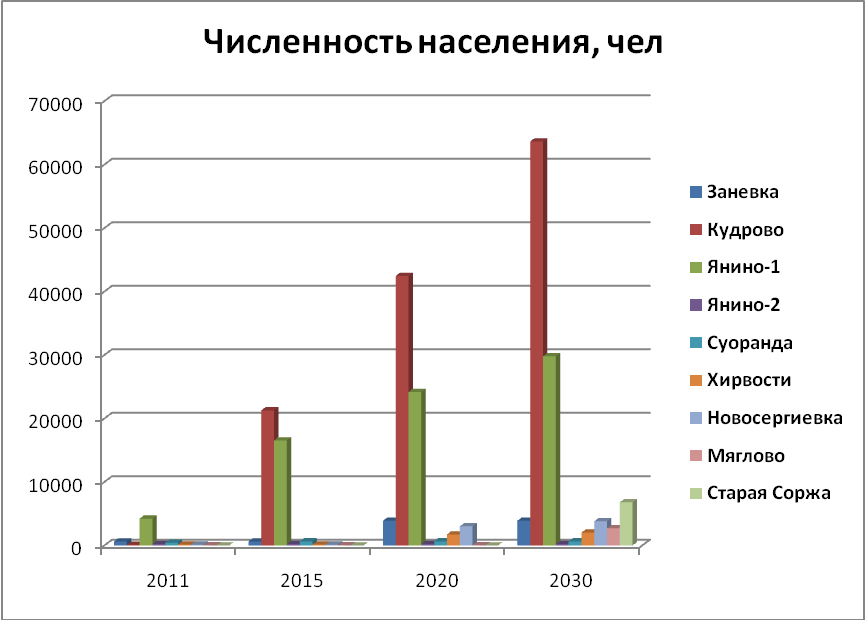 Численность населения, чел
70000
60000
50000
40000
30000
20000
10000
0
2011
2015
2020
2030
Заневка
Кудрово
Янино-1
Янино-2
Суоранда
Хирвости
Новосергиевка
Мяглово
Старая Соржа